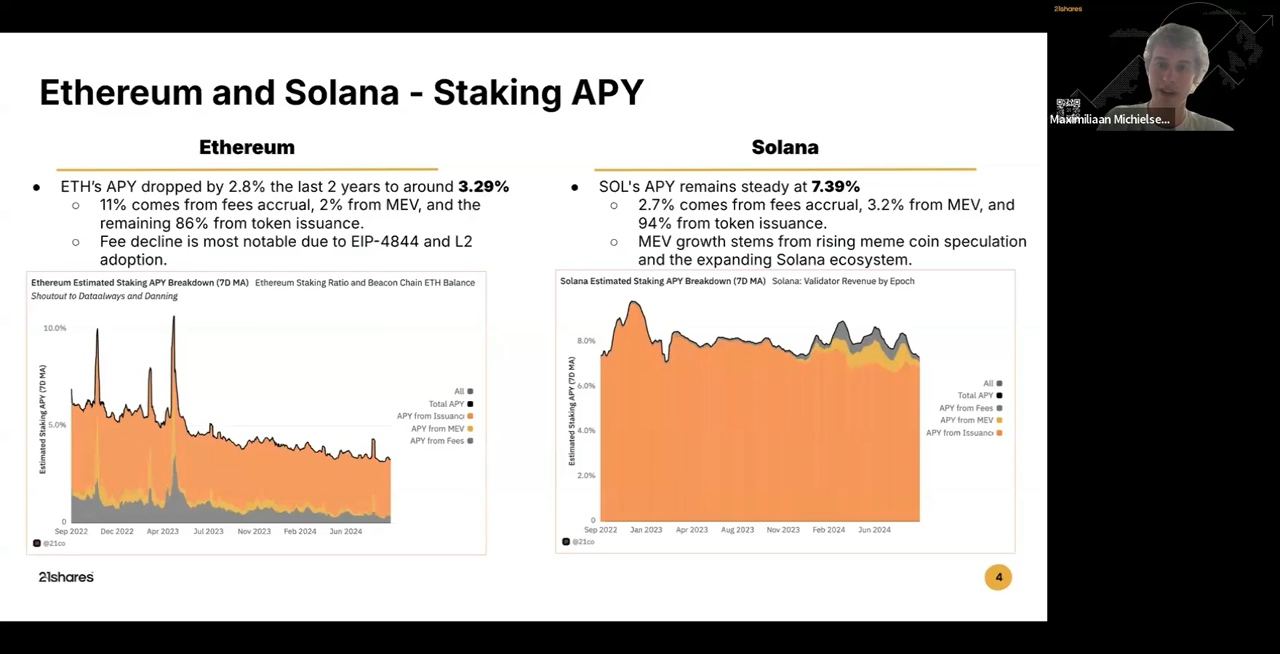 Ethereum and Solana - Staking APY
Ethereum
• ETH's APY dropped by 2.8% the last 2 years to around 3.29%
○ 11% comes from fees accrual, 2% from MEV, and the
remaining 86% from token issuance.
○ Fee decline is most notable due to EIP-4844 and L2
adoption.
Ethereum Estimated Staking APY Breakdown (7D MA) Ethereum Staking Ratio and Beacon Chain ETH Balance
Shoutout to Dataalways and Danning
Estimated Staking APY (7D MA)
10.0%
5.0%
0
Sep 2022 Dec 2022 Apr 2023 Jul 2023 Nov 2023 Feb 2024 Jun 2024
All
Total APY
APY from Issuanc
APY from MEV
APY from Fees
@21co
Solana
• SOL's APY remains steady at 7.39%
○ 2.7% comes from fees accrual, 3.2% from MEV, and
94% from token issuance.
○ MEV growth stems from rising meme coin speculation
and the expanding Solana ecosystem.
Solana Estimated Staking APY Breakdown (7D MA) Solana: Validator Revenue by Epoch
Estimated Staking APY (7D MA)
8.0%
6.0%
4.0%
2.0%
0
Sep 2022 Jan 2023 Apr 2023 Aug 2023 Nov 2023 Feb 2024 Jun 2024
All
Total APY
APY from Fees
APY from MEV
APY from Issuanc
@21co
21shares
4
21shares
Maximiliaan Michielse...